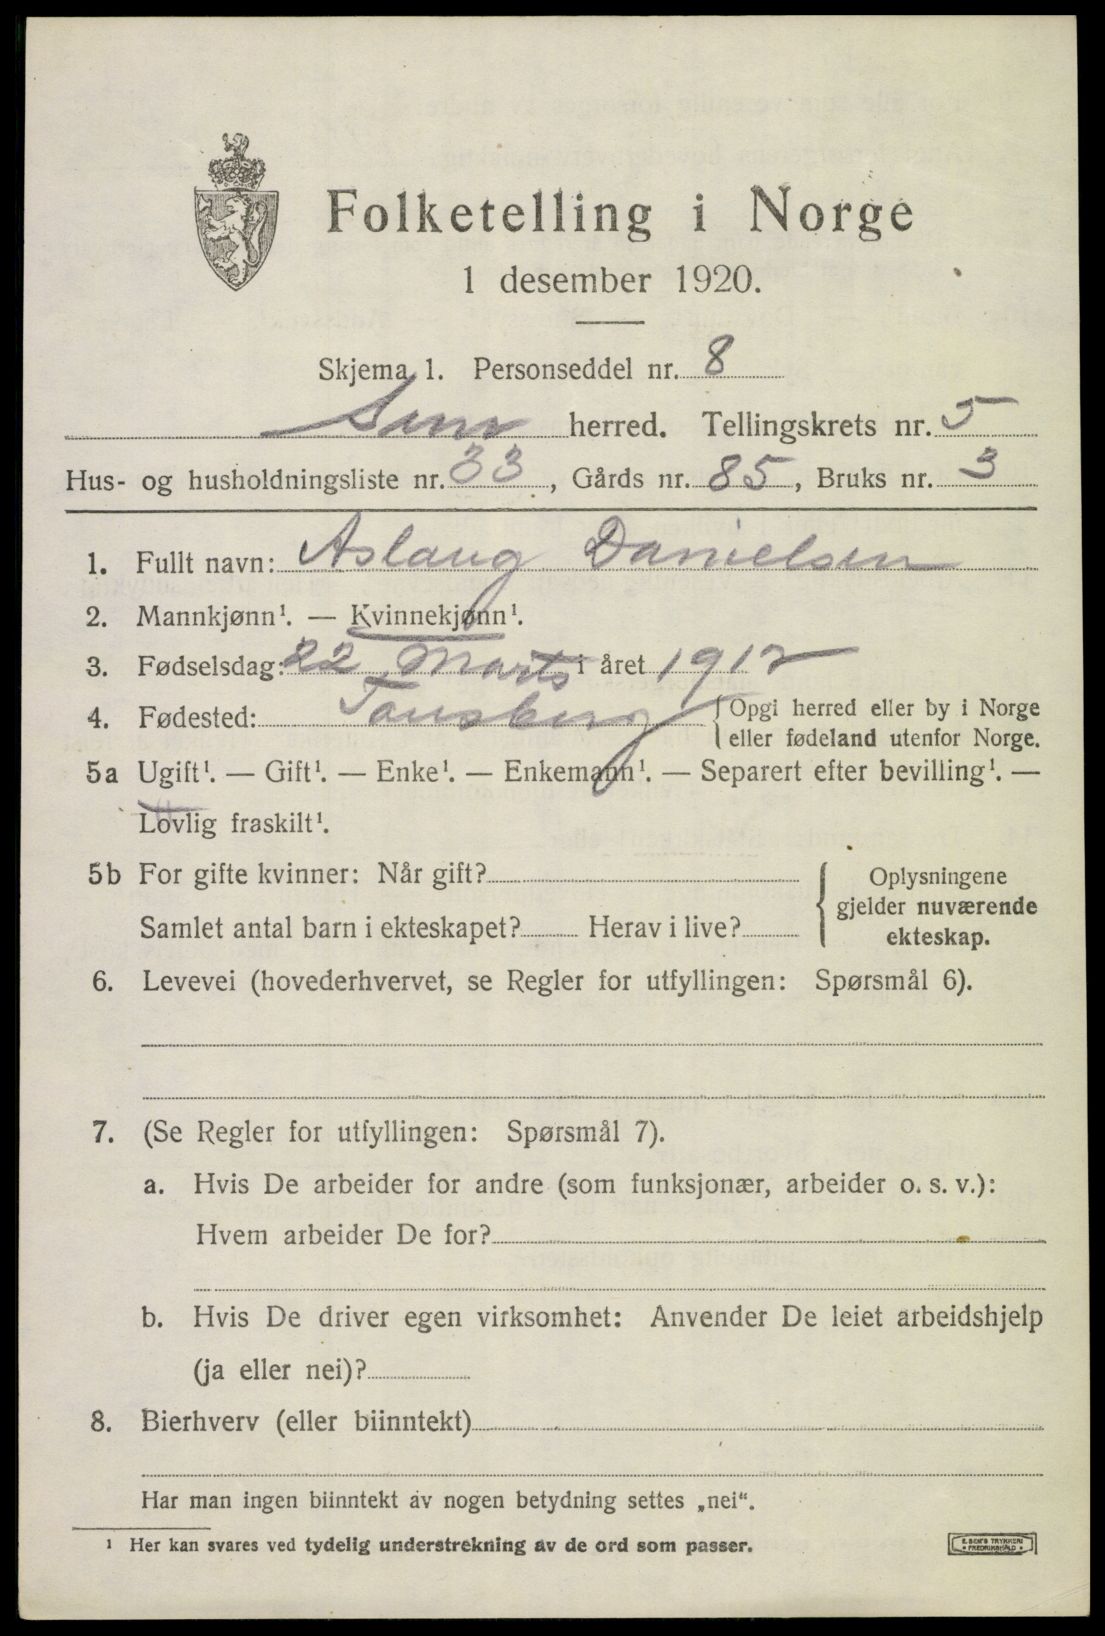 Folketelling i Norge
1 desember 1920.
Skjema 1. Personseddel nr. 8
Sem herred. Tellingskrets nr. 5
Hus- og husholdningsliste nr. 33, Gårds nr. 85, Bruks nr. 3
1. Fullt navn: Aslaug Danielsen
2. Mannkjønn¹. — Kvinnekjønn¹.
3. Fødselsdag: 22 Marts i året 1912
4. Fødested: Tønsberg { Opgi herred eller by i Norge
eller fødeland utenfor Norge.
5a Ugift¹. — Gift¹. — Enke¹. — Enkemann¹. — Separert efter bevilling¹. —
Lovlig fraskilt¹.
5b For gifte kvinner: Når gift? { Oplysningene
gjelder nuværende
Samlet antal barn i ekteskapet? Herav i live?
ekteskap.
6. Levevei (hovederhvervet, se Regler for utfyllingen: Spørsmål 6).
7. (Se Regler for utfyllingen: Spørsmål 7).
a. Hvis De arbeider for andre (som funksjonær, arbeider o. s. v.):
Hvem arbeider De for?
b. Hvis De driver egen virksomhet: Anvender De leiet arbeidshjelp
(ja eller nei)?
8. Bierhverv (eller biinntekt)
Har man ingen biinntekt av nogen betydning settes „nei“.
¹ Her kan svares ved tydelig understrekning av de ord som passer.
E. SEM'S TRYKKERI
FREDRIKSHALD